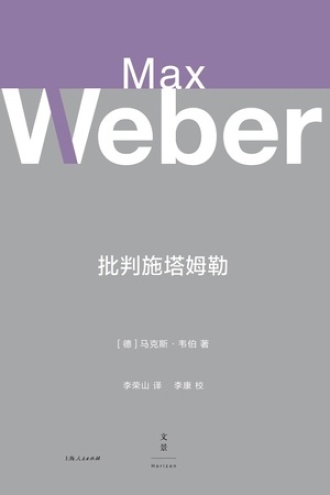 Max
Weber
批判施塔姆勒
[德]马克斯·韦伯 著
李荣山 译 李康 校
上海人民出版社
文景
Horizon